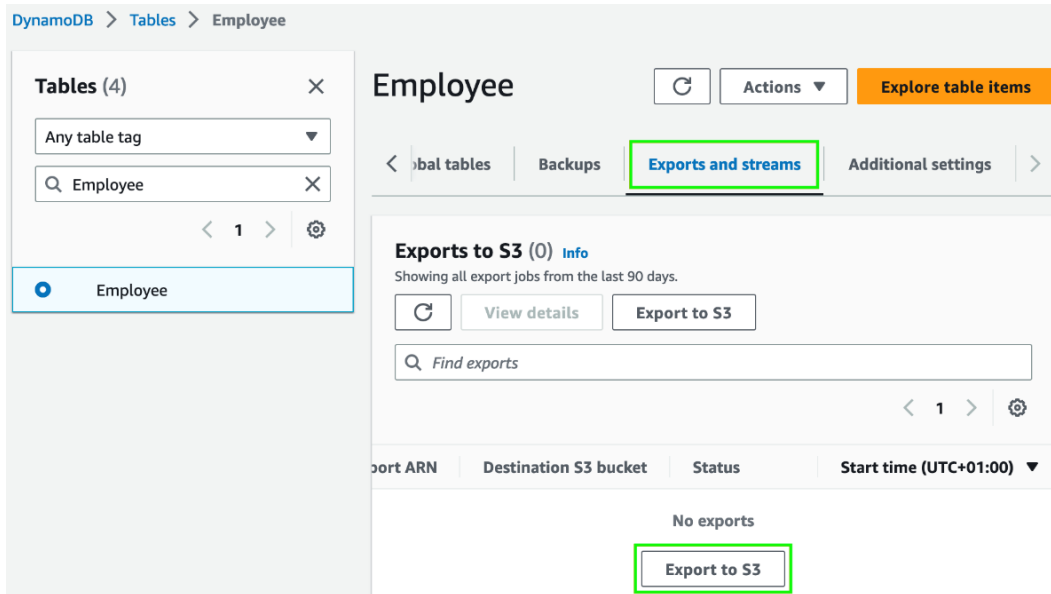 DynamoDB > Tables > Employee
Tables (4)
Any table tag
Employee
1
Employee
Employee
Actions
Explore table items
bal tables
Backups
Exports and streams
Additional settings
Exports to S3 (0) Info
Showing all export jobs from the last 90 days.
View details
Export to S3
Find exports
1
port ARN
Destination S3 bucket
Status
Start time (UTC+01:00)
No exports
Export to S3